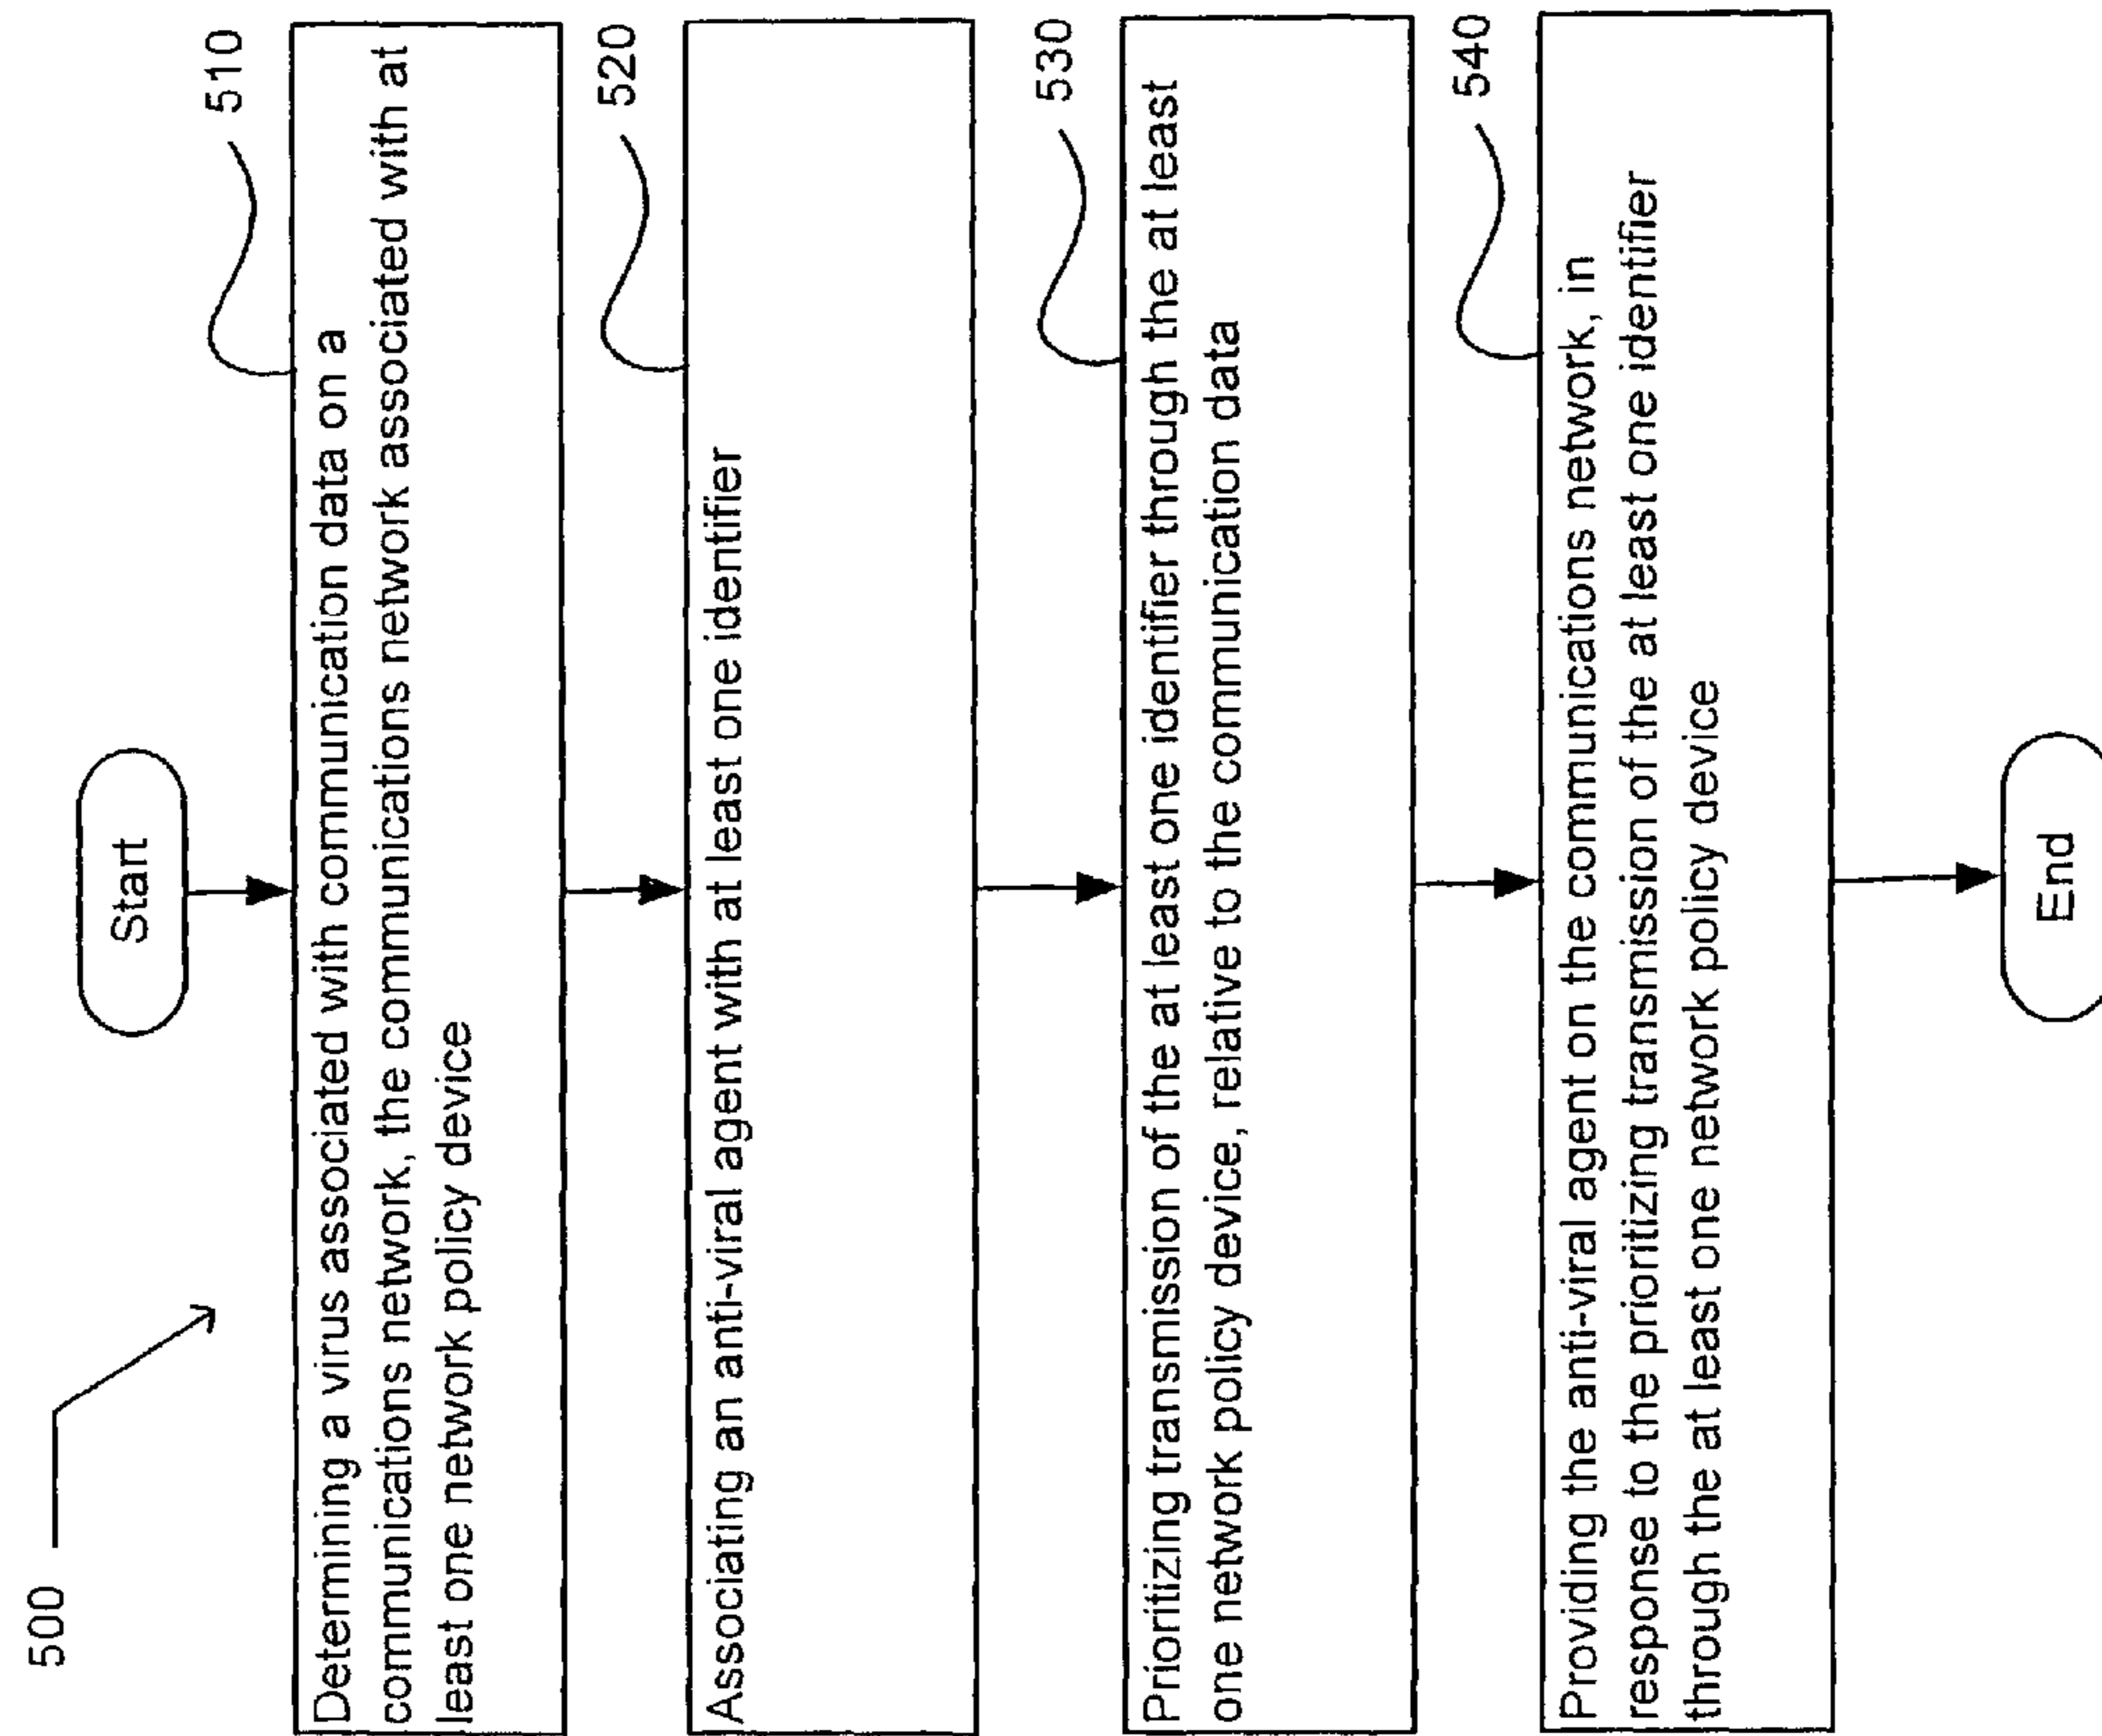 500
Start
510
Determining a virus associated with communication data on a
communications network, the communications network associated with at
least one network policy device
520
Associating an anti-viral agent with at least one identifier
530
Prioritizing transmission of the at least one identifier through the at least
one network policy device, relative to the communication data
540
Providing the anti-viral agent on the communications network, in
response to the prioritizing transmission of the at least one identifier
through the at least one network policy device
End